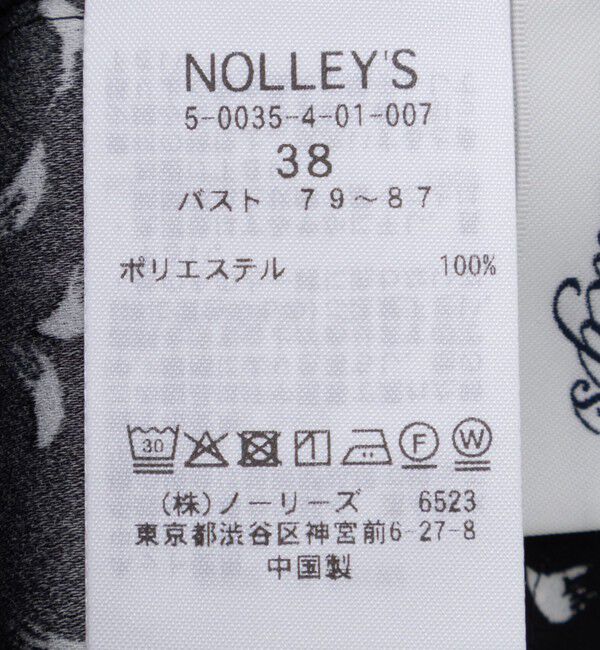 NOLLEY'S
5-0035-4-01-007
38
バスト 79~87
ポリエステル 100%
30 F W
(株)ノーリーズ 6523
東京都渋谷区神宮前6-27-8
中国製